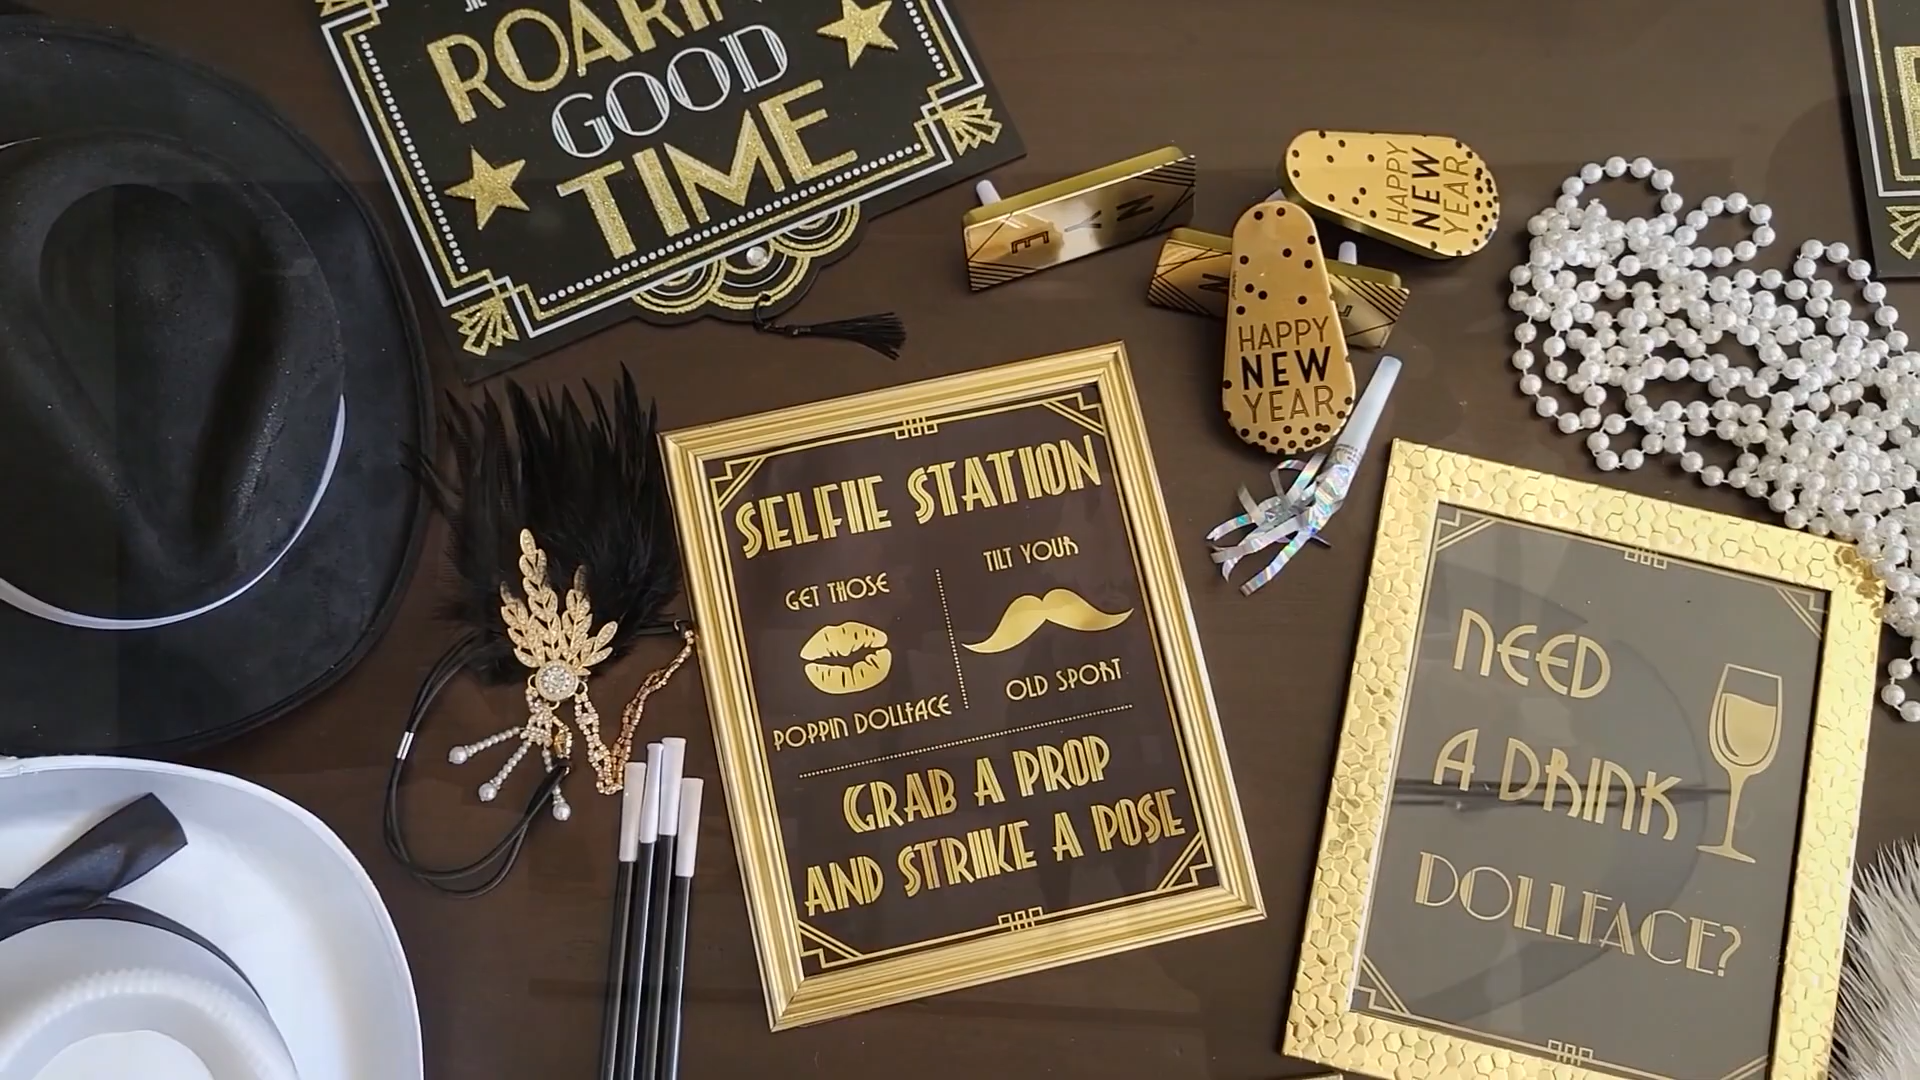 ROARIN
GOOD
TIME
N Y E
HAPPY
NEW
YEAR
HAPPY
NEW
YEAR
SELFIE STATION
GET THOSE
POPPIN DOLLFACE
TILT YOUR
OLD SPORT
GRAB A PROP
AND STRIKE A POSE
NEED
A DRINK
DOLLFACE?